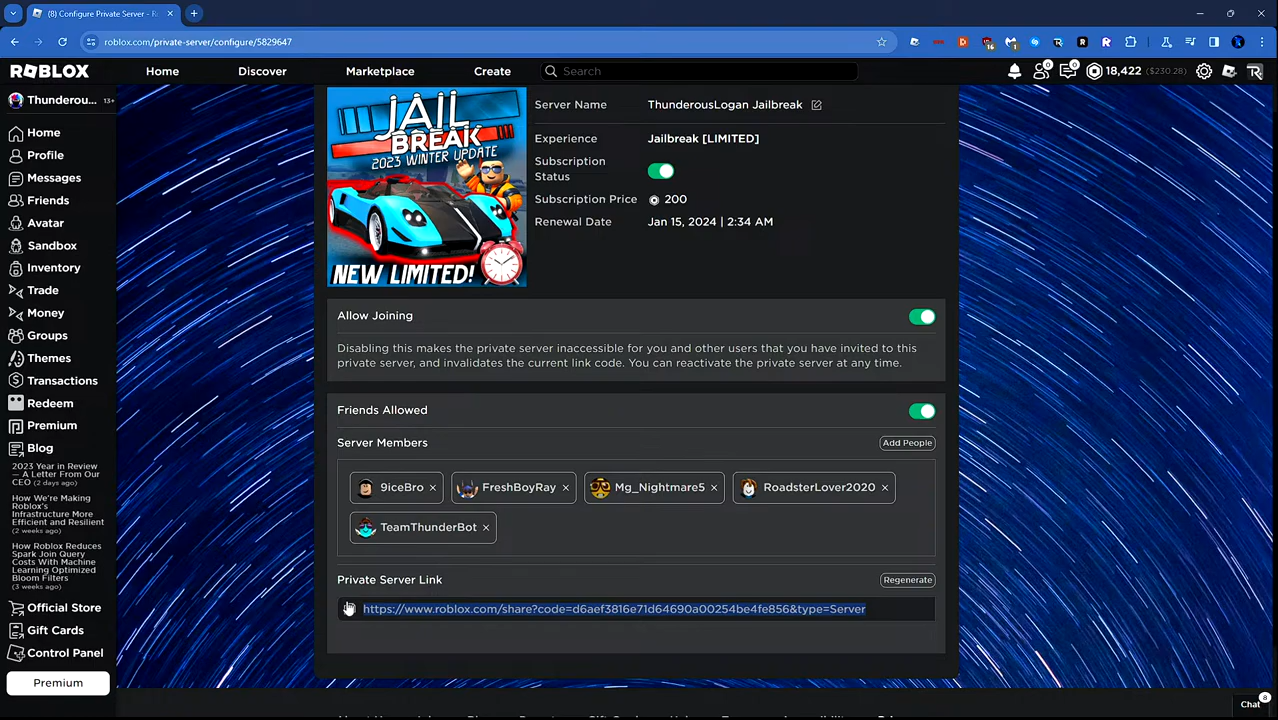 (8) Configure Private Server - R
roblox.com/private-server/configure/5829647
16
1
ROBLOX
Home
Discover
Marketplace
Create
Search
0
0
18,422
($230.28)
Thunderou...
13+
Home
Profile
Messages
Friends
Avatar
Sandbox
Inventory
Trade
Money
Groups
Themes
Transactions
Redeem
Premium
Blog
2023 Year in Review
— A Letter From Our
CEO (2 days ago)
How We're Making
Roblox's
Infrastructure More
Efficient and Resilient
(2 weeks ago)
How Roblox Reduces
Spark Join Query
Costs With Machine
Learning Optimized
Bloom Filters
(3 weeks ago)
Official Store
Gift Cards
Control Panel
Premium
JAIL
BREAK
2023 WINTER UPDATE
NEW LIMITED!
Server Name
ThunderousLogan Jailbreak
Experience
Jailbreak [LIMITED]
Subscription
Status
Subscription Price
200
Renewal Date
Jan 15, 2024 | 2:34 AM
Allow Joining
Disabling this makes the private server inaccessible for you and other users that you have invited to this
private server, and invalidates the current link code. You can reactivate the private server at any time.
Friends Allowed
Server Members
Add People
9iceBro ×
FreshBoyRay ×
Mg_Nightmare5 ×
RoadsterLover2020 ×
TeamThunderBot ×
Private Server Link
Regenerate
https://www.roblox.com/share?code=d6aef3816e71d64690a00254be4fe856&type=Server
Chat
8